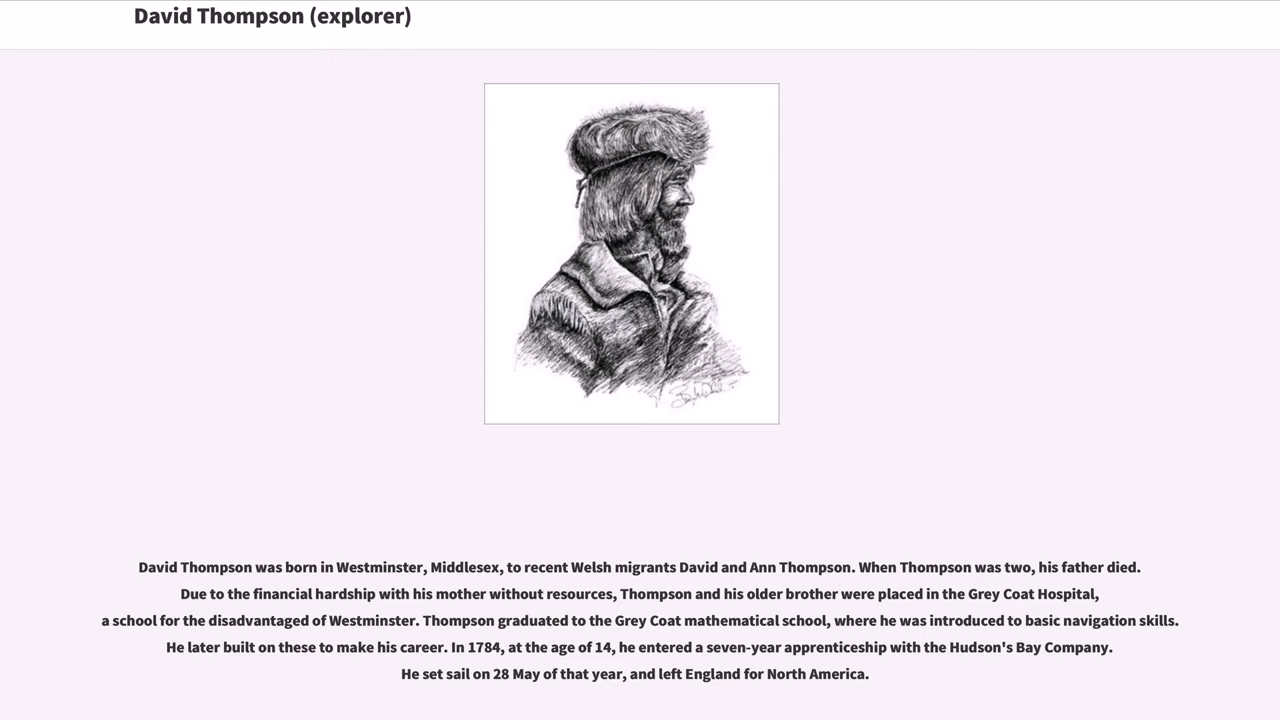 David Thompson (explorer)
David Thompson was born in Westminster, Middlesex, to recent Welsh migrants David and Ann Thompson. When Thompson was two, his father died.
Due to the financial hardship with his mother without resources, Thompson and his older brother were placed in the Grey Coat Hospital,
a school for the disadvantaged of Westminster. Thompson graduated to the Grey Coat mathematical school, where he was introduced to basic navigation skills.
He later built on these to make his career. In 1784, at the age of 14, he entered a seven-year apprenticeship with the Hudson's Bay Company.
He set sail on 28 May of that year, and left England for North America.